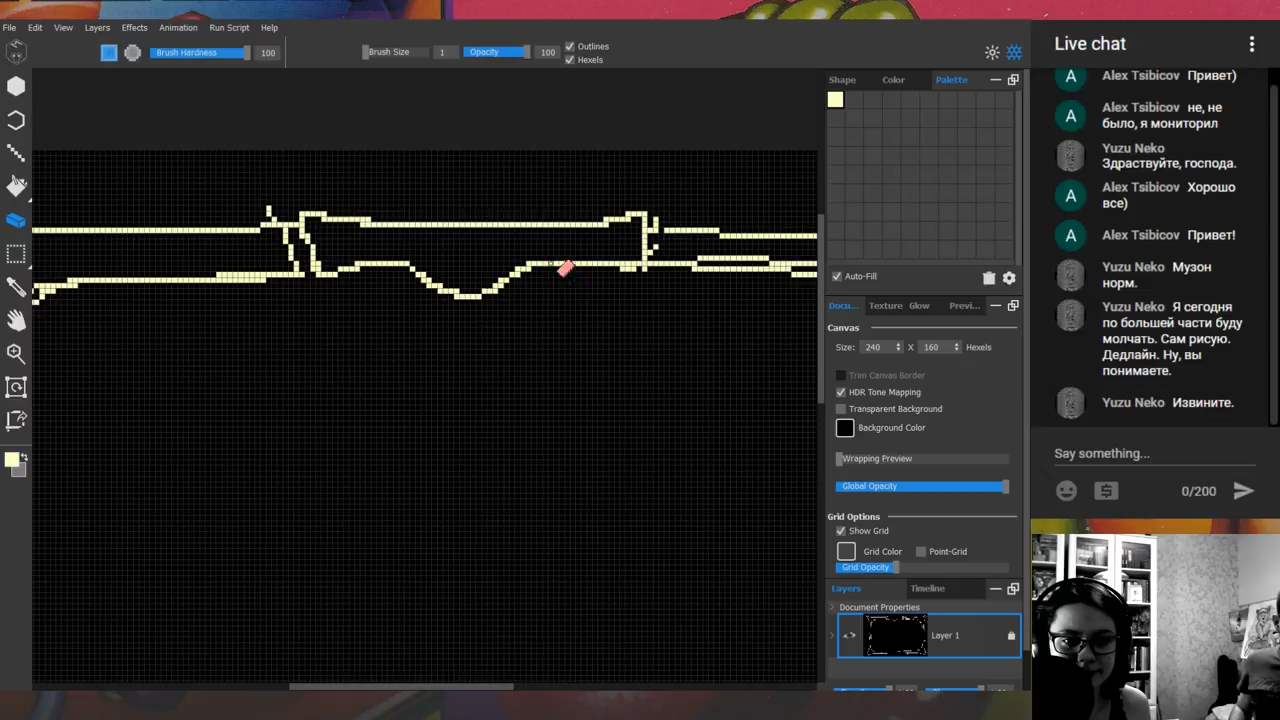 File Edit View Layers Effects Animation Run Script Help
Brush Hardness 100 Brush Size 1 Opacity 100 Outlines
Hexels
Shape Color Palette
Auto-Fill
Docu... Texture Glow Previ...
Canvas
Size: 240 X 160 Hexels
Trim Canvas Border
HDR Tone Mapping
Transparent Background
Background Color
Wrapping Preview
Global Opacity
Grid Options
Show Grid
Grid Color Point-Grid
Grid Opacity
Layers Timeline
Document Properties
Layer 1
Live chat
A Alex Tsibicov Привет)
A Alex Tsibicov не, не
было, я мониторил
Yuzu Neko
Здраствуйте, господа.
A Alex Tsibicov Хорошо
все)
A Alex Tsibicov Привет!
Yuzu Neko Музон
норм.
Yuzu Neko Я сегодня
по большей части буду
молчать. Сам рисую.
Дедлайн. Ну, вы
понимаете.
Yuzu Neko Извините.
Say something...
0/200